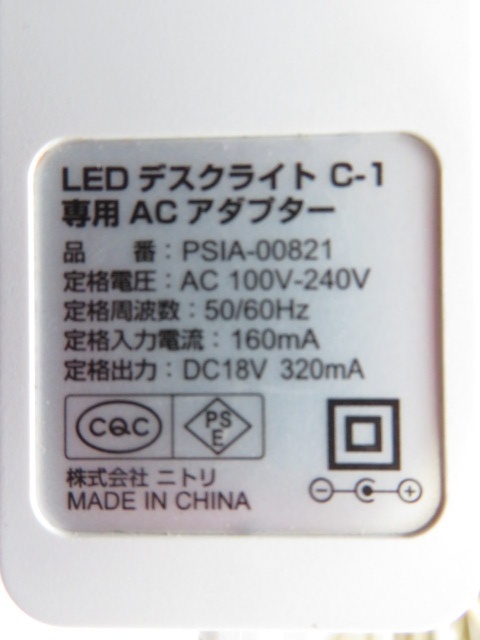 LED デスクライト C-1
専用 AC アダプター
品　　番：PSIA-00821
定格電圧：AC 100V-240V
定格周波数：50/60Hz
定格入力電流：160mA
定格出力：DC18V 320mA
CQC
PS
E
株式会社 ニトリ
MADE IN CHINA